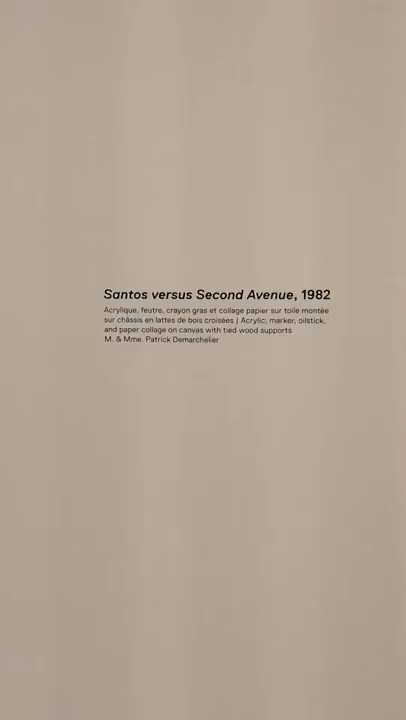 Santos versus Second Avenue, 1982
Acrylique, feutre, crayon gras et collage papier sur toile montée
sur châssis en lattes de bois croisées | Acrylic, marker, oilstick,
and paper collage on canvas with tied wood supports
M. & Mme. Patrick Demarchelier